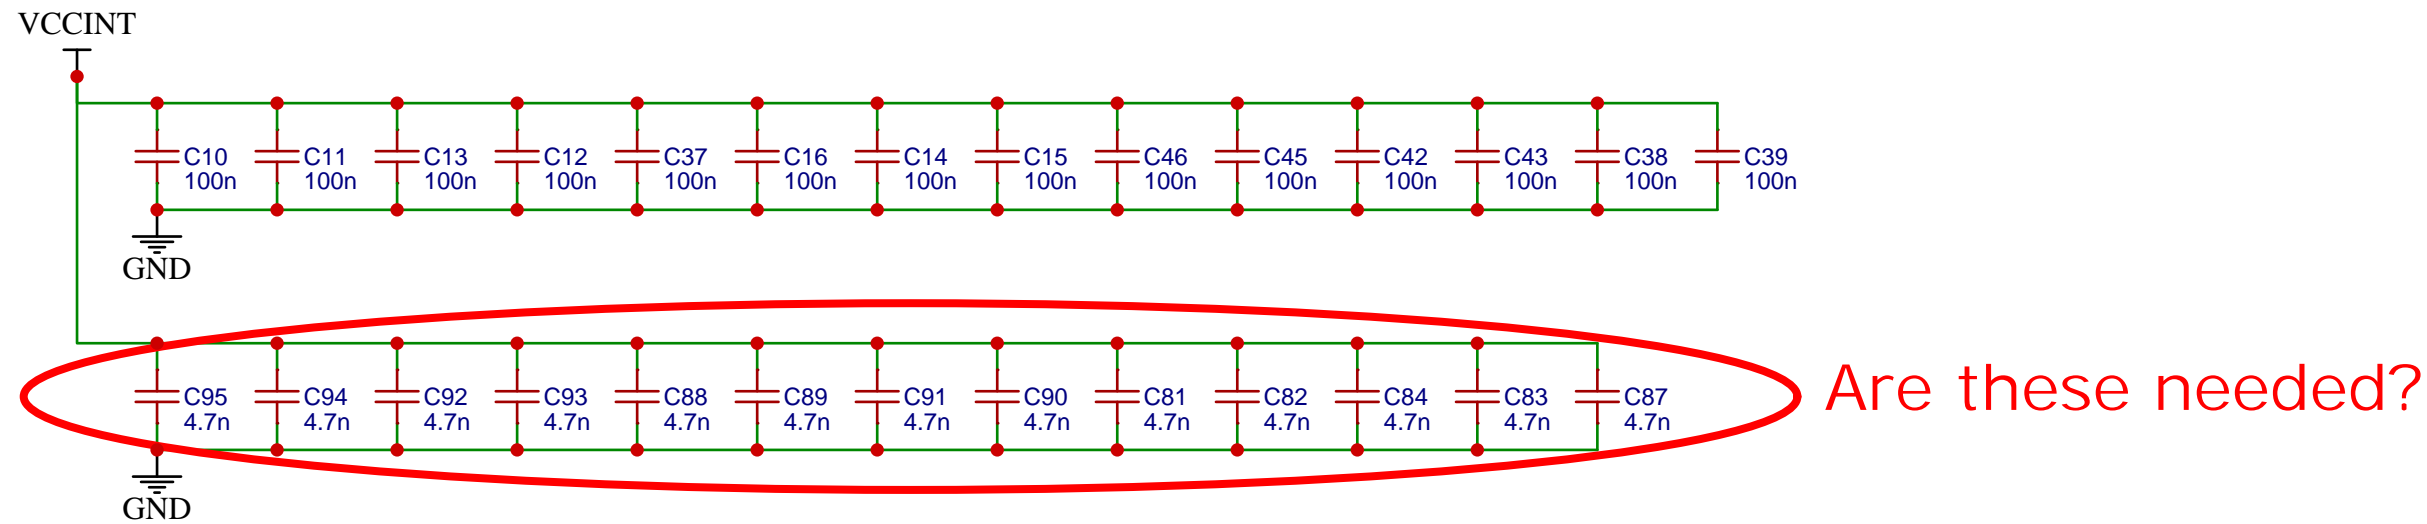 VCCINT
C10 C11 C13 C12 C37 C16 C14 C15 C46 C45 C42 C43 C38 C39
100n 100n 100n 100n 100n 100n 100n 100n 100n 100n 100n 100n 100n 100n
GND
C95 C94 C92 C93 C88 C89 C91 C90 C81 C82 C84 C83 C87
4.7n 4.7n 4.7n 4.7n 4.7n 4.7n 4.7n 4.7n 4.7n 4.7n 4.7n 4.7n 4.7n
Are these needed?
GND